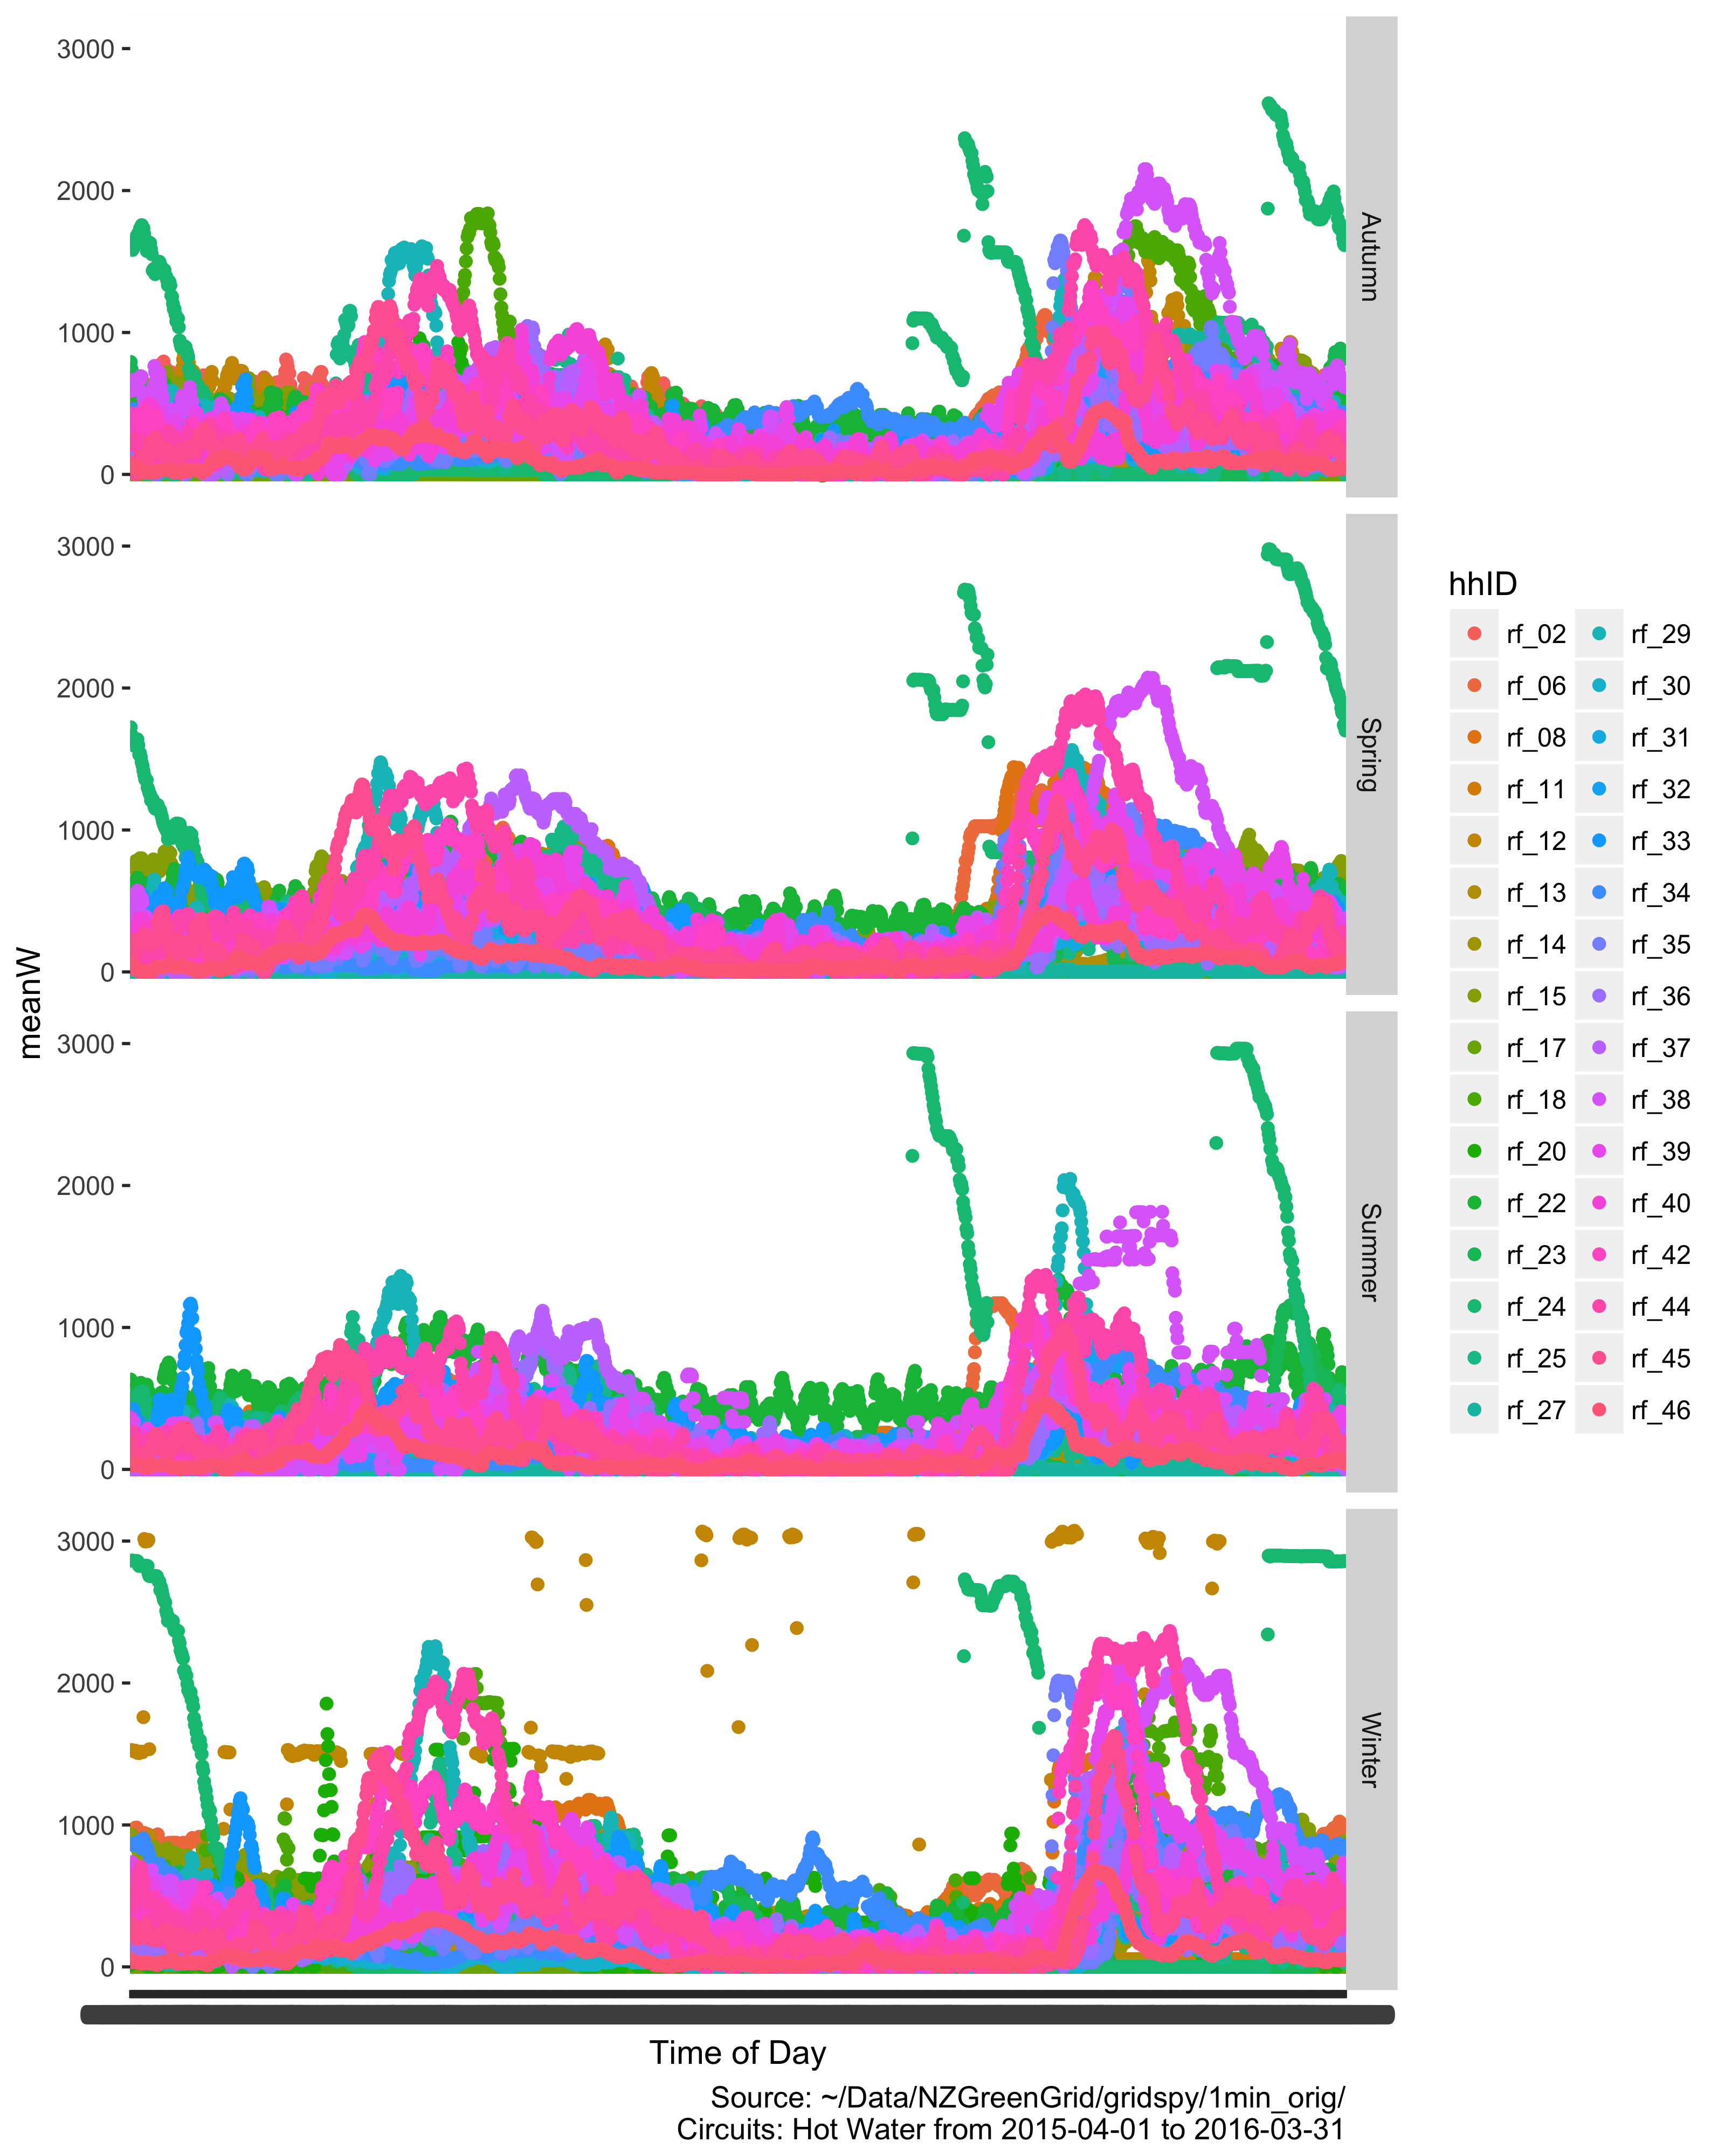 3000
2000
1000
0
Autumn
3000
2000
1000
0
Spring
3000
2000
1000
0
Summer
3000
2000
1000
0
Winter
meanW
Time of Day
Source: ~/Data/NZGreenGrid/gridspy/1min_orig/
Circuits: Hot Water from 2015-04-01 to 2016-03-31
hhID
rf_02 rf_29
rf_06 rf_30
rf_08 rf_31
rf_11 rf_32
rf_12 rf_33
rf_13 rf_34
rf_14 rf_35
rf_15 rf_36
rf_17 rf_37
rf_18 rf_38
rf_20 rf_39
rf_22 rf_40
rf_23 rf_42
rf_24 rf_44
rf_25 rf_45
rf_27 rf_46